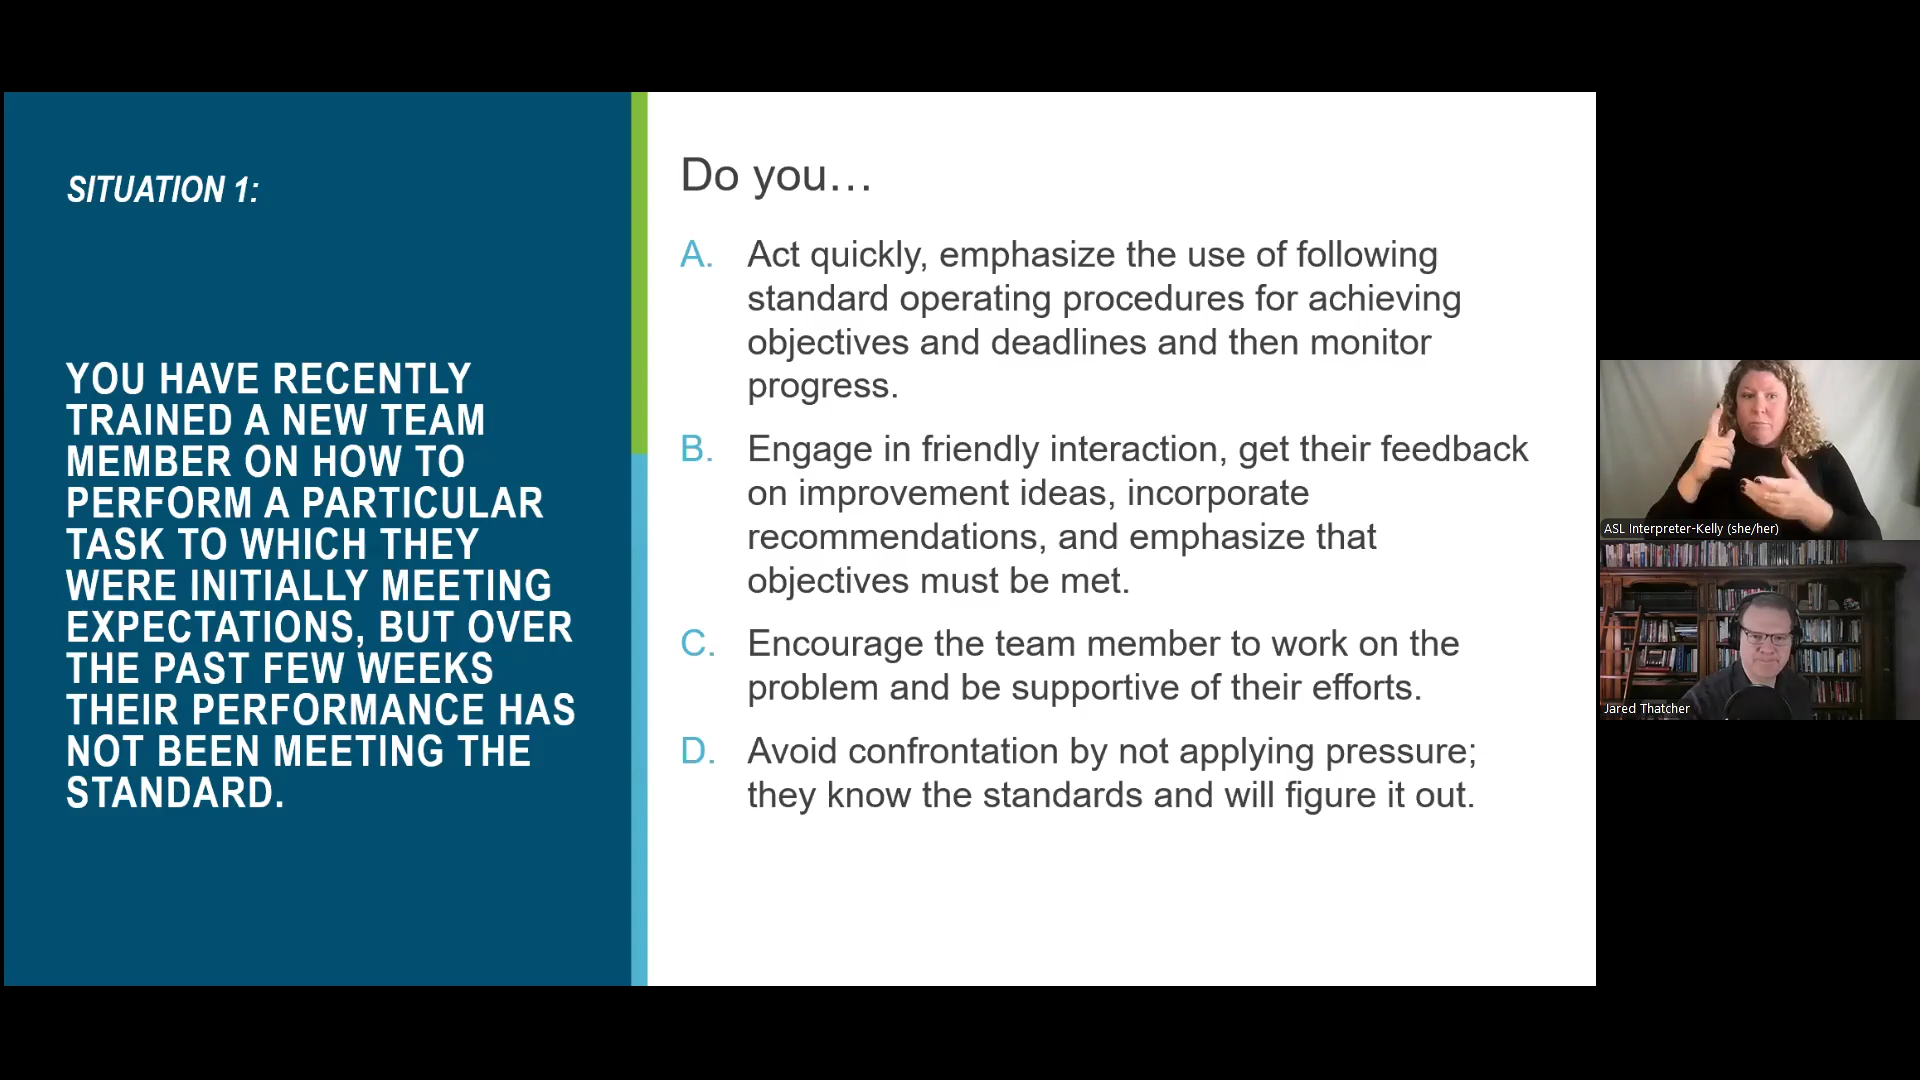 SITUATION 1:
YOU HAVE RECENTLY
TRAINED A NEW TEAM
MEMBER ON HOW TO
PERFORM A PARTICULAR
TASK TO WHICH THEY
WERE INITIALLY MEETING
EXPECTATIONS, BUT OVER
THE PAST FEW WEEKS
THEIR PERFORMANCE HAS
NOT BEEN MEETING THE
STANDARD.
Do you…
A. Act quickly, emphasize the use of following
standard operating procedures for achieving
objectives and deadlines and then monitor
progress.
B. Engage in friendly interaction, get their feedback
on improvement ideas, incorporate
recommendations, and emphasize that
objectives must be met.
C. Encourage the team member to work on the
problem and be supportive of their efforts.
D. Avoid confrontation by not applying pressure;
they know the standards and will figure it out.
ASL Interpreter-Kelly (she/her)
Jared Thatcher